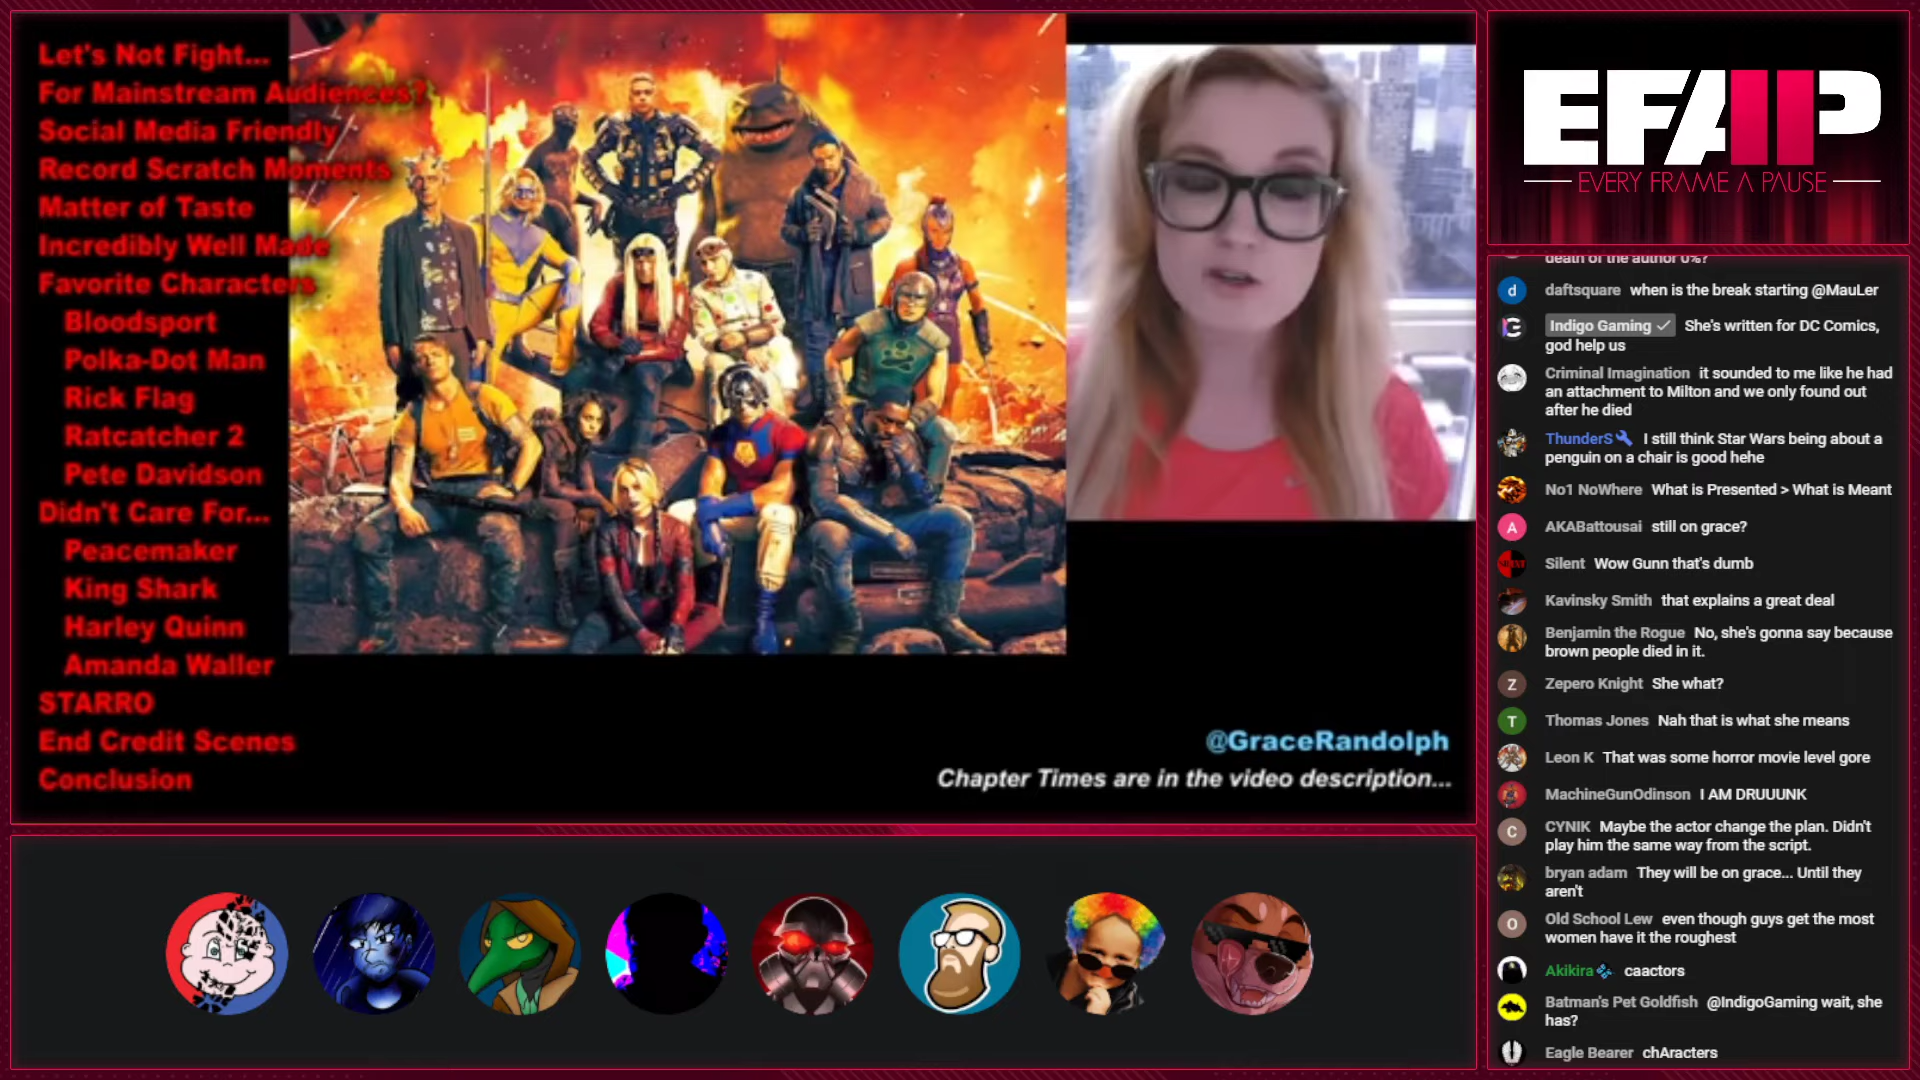 Let's Not Fight...
For Mainstream Audiences?
Social Media Friendly
Record Scratch Moments
Matter of Taste
Incredibly Well Made
Favorite Characters
Bloodsport
Polka-Dot Man
Rick Flag
Ratcatcher 2
Pete Davidson
Didn't Care For...
Peacemaker
King Shark
Harley Quinn
Amanda Waller
STARRO
End Credit Scenes
Conclusion
@GraceRandolph
Chapter Times are in the video description...
EFAP
EVERY FRAME A PAUSE
death of the author 0%?
d daftsquare when is the break starting @MauLer
Indigo Gaming She's written for DC Comics,
god help us
Criminal Imagination it sounded to me like he had
an attachment to Milton and we only found out
after he died
ThunderS I still think Star Wars being about a
penguin on a chair is good hehe
No1 NoWhere What is Presented > What is Meant
A AKABattousai still on grace?
Silent Wow Gunn that's dumb
Kavinsky Smith that explains a great deal
Benjamin the Rogue No, she's gonna say because
brown people died in it.
Z Zepero Knight She what?
T Thomas Jones Nah that is what she means
Leon K That was some horror movie level gore
MachineGunOdinson I AM DRUUUNK
C CYNIK Maybe the actor change the plan. Didn't
play him the same way from the script.
bryan adam They will be on grace... Until they
aren't
O Old School Lew even though guys get the most
women have it the roughest
Akikira caactors
Batman's Pet Goldfish @IndigoGaming wait, she
has?
Eagle Bearer chAracters